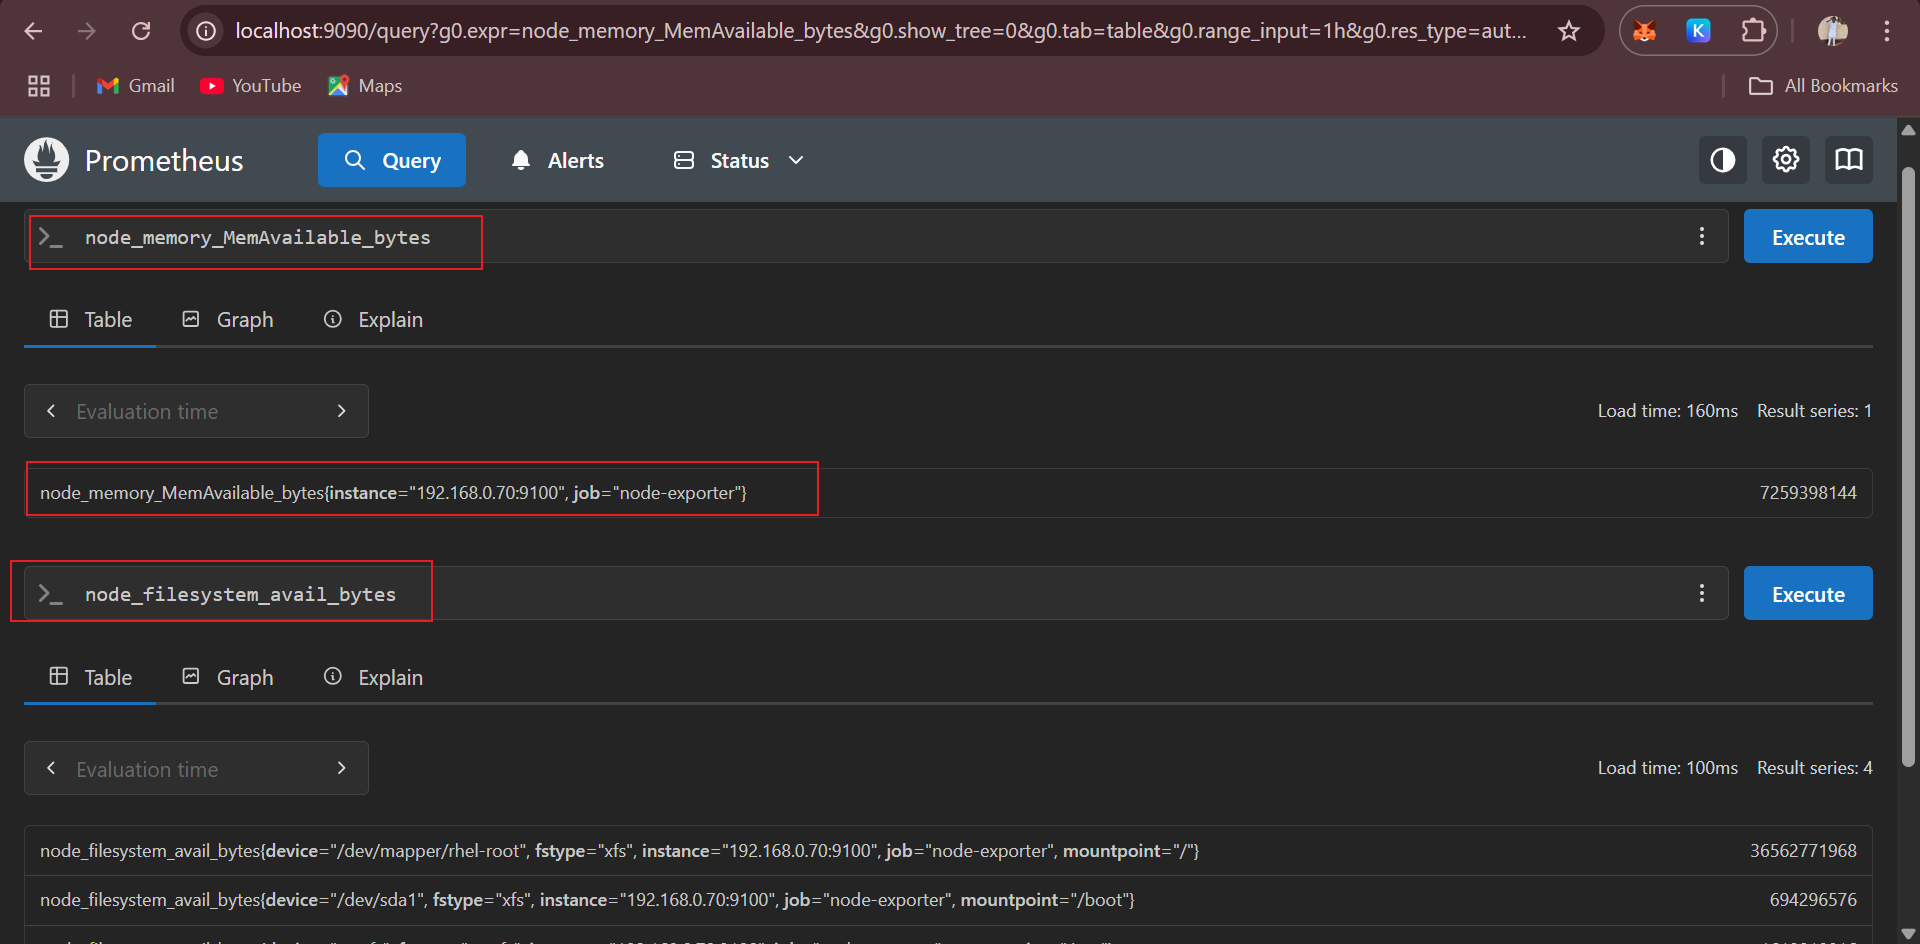 localhost:9090/query?g0.expr=node_memory_MemAvailable_bytes&g0.show_tree=0&g0.tab=table&g0.range_input=1h&g0.res_type=aut...
K
Gmail YouTube Maps All Bookmarks
Prometheus Query Alerts Status
>_ node_memory_MemAvailable_bytes Execute
Table Graph Explain
Evaluation time Load time: 160ms Result series: 1
node_memory_MemAvailable_bytes{instance="192.168.0.70:9100", job="node-exporter"} 7259398144
>_ node_filesystem_avail_bytes Execute
Table Graph Explain
Evaluation time Load time: 100ms Result series: 4
node_filesystem_avail_bytes{device="/dev/mapper/rhel-root", fstype="xfs", instance="192.168.0.70:9100", job="node-exporter", mountpoint="/"} 36562771968
node_filesystem_avail_bytes{device="/dev/sda1", fstype="xfs", instance="192.168.0.70:9100", job="node-exporter", mountpoint="/boot"} 694296576